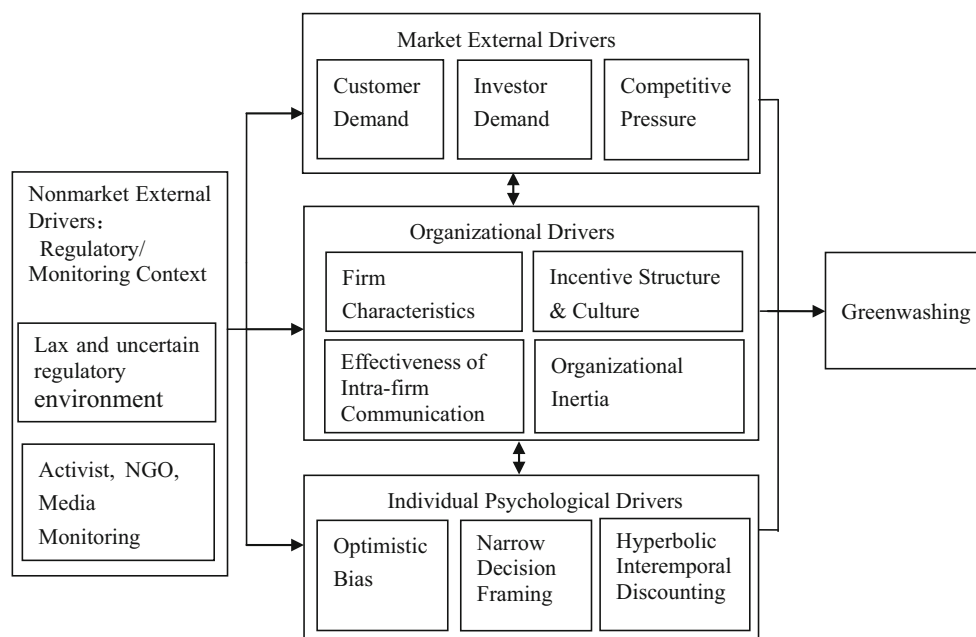 Market External Drivers
Customer
Demand
Investor
Demand
Competitive
Pressure
Nonmarket External
Drivers：
Regulatory/
Monitoring Context
Lax and uncertain
regulatory
environment
Activist, NGO,
Media
Monitoring
Organizational Drivers
Firm
Characteristics
Incentive Structure
& Culture
Effectiveness of
Intra-firm
Communication
Organizational
Inertia
Individual Psychological Drivers
Optimistic
Bias
Narrow
Decision
Framing
Hyperbolic
Interemporal
Discounting
Greenwashing